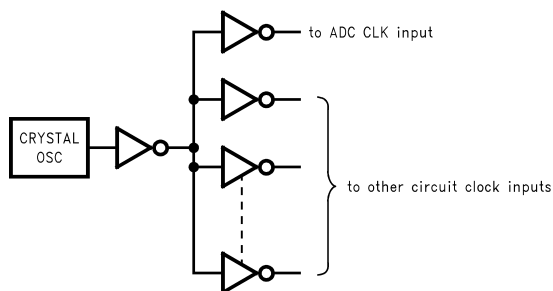 to ADC CLK input
CRYSTAL
OSC
to other circuit clock inputs